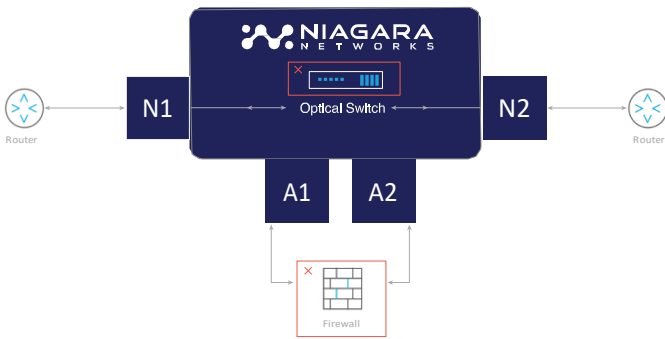 NIAGARA
NETWORKS
Optical Switch
N1
N2
Router
Router
A1
A2
Firewall